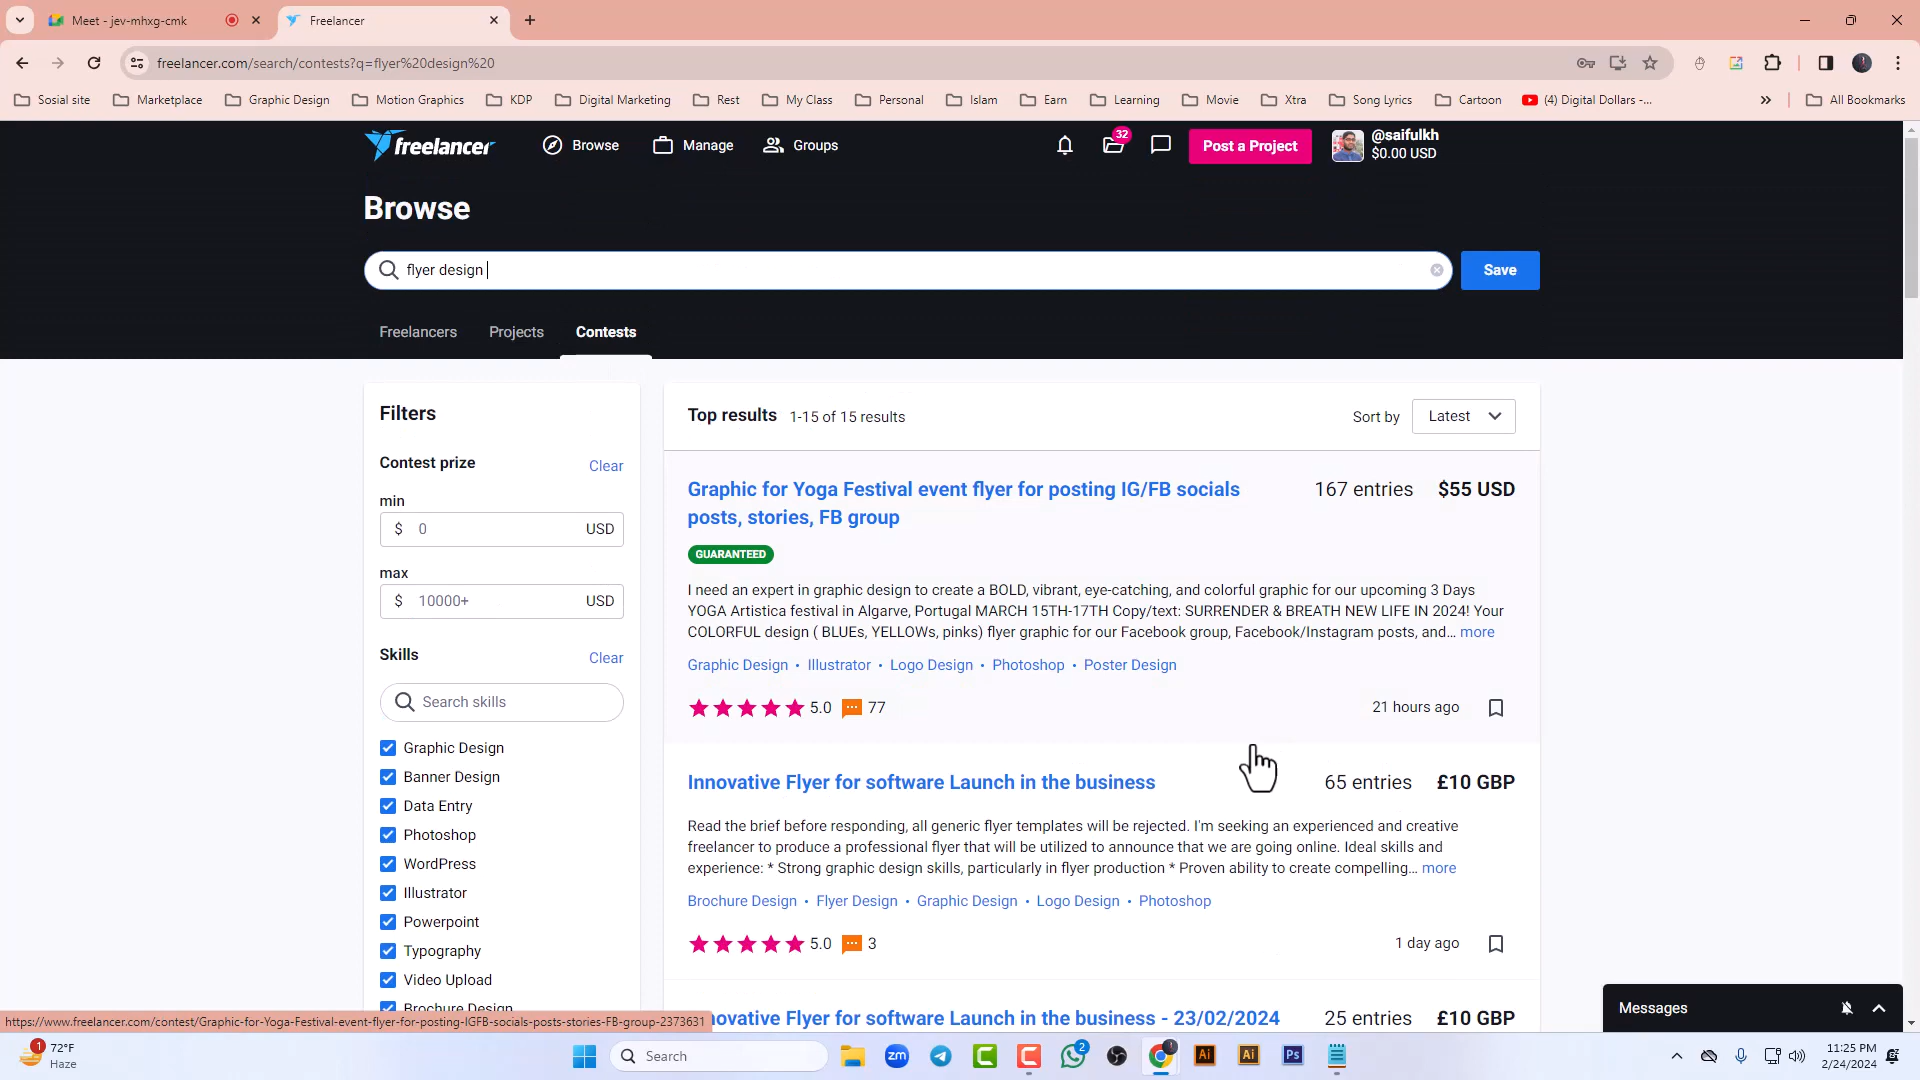 Meet - jev-mhxg-cmk
Freelancer
freelancer.com/search/contests?q=flyer%20design%20
Sosial site
Marketplace
Graphic Design
Motion Graphics
KDP
Digital Marketing
Rest
My Class
Personal
Islam
Earn
Learning
Movie
Xtra
Song Lyrics
Cartoon
(4) Digital Dollars -...
All Bookmarks
freelancer
Browse
Manage
Groups
32
Post a Project
@saifulkh
$0.00 USD
Browse
flyer design
Save
Freelancers
Projects
Contests
Filters
Contest prize
Clear
min
$ 0 USD
max
$ 10000+ USD
Skills
Clear
Search skills
Graphic Design
Banner Design
Data Entry
Photoshop
WordPress
Illustrator
Powerpoint
Typography
Video Upload
Brochure Design
Top results 1-15 of 15 results
Sort by Latest
Graphic for Yoga Festival event flyer for posting IG/FB socials
posts, stories, FB group
167 entries $55 USD
GUARANTEED
I need an expert in graphic design to create a BOLD, vibrant, eye-catching, and colorful graphic for our upcoming 3 Days
YOGA Artistica festival in Algarve, Portugal MARCH 15TH-17TH Copy/text: SURRENDER & BREATH NEW LIFE IN 2024! Your
COLORFUL design ( BLUEs, YELLOWs, pinks) flyer graphic for our Facebook group, Facebook/Instagram posts, and... more
Graphic Design • Illustrator • Logo Design • Photoshop • Poster Design
5.0 77
21 hours ago
Innovative Flyer for software Launch in the business
65 entries £10 GBP
Read the brief before responding, all generic flyer templates will be rejected. I'm seeking an experienced and creative
freelancer to produce a professional flyer that will be utilized to announce that we are going online. Ideal skills and
experience: * Strong graphic design skills, particularly in flyer production * Proven ability to create compelling... more
Brochure Design • Flyer Design • Graphic Design • Logo Design • Photoshop
5.0 3
1 day ago
ovative Flyer for software Launch in the business - 23/02/2024
25 entries £10 GBP
Messages
https://www.freelancer.com/contest/Graphic-for-Yoga-Festival-event-flyer-for-posting-IGFB-socials-posts-stories-FB-group-2373631
1
72°F
Haze
Search
zm
2
Ai
Ai
Ps
11:25 PM
2/24/2024